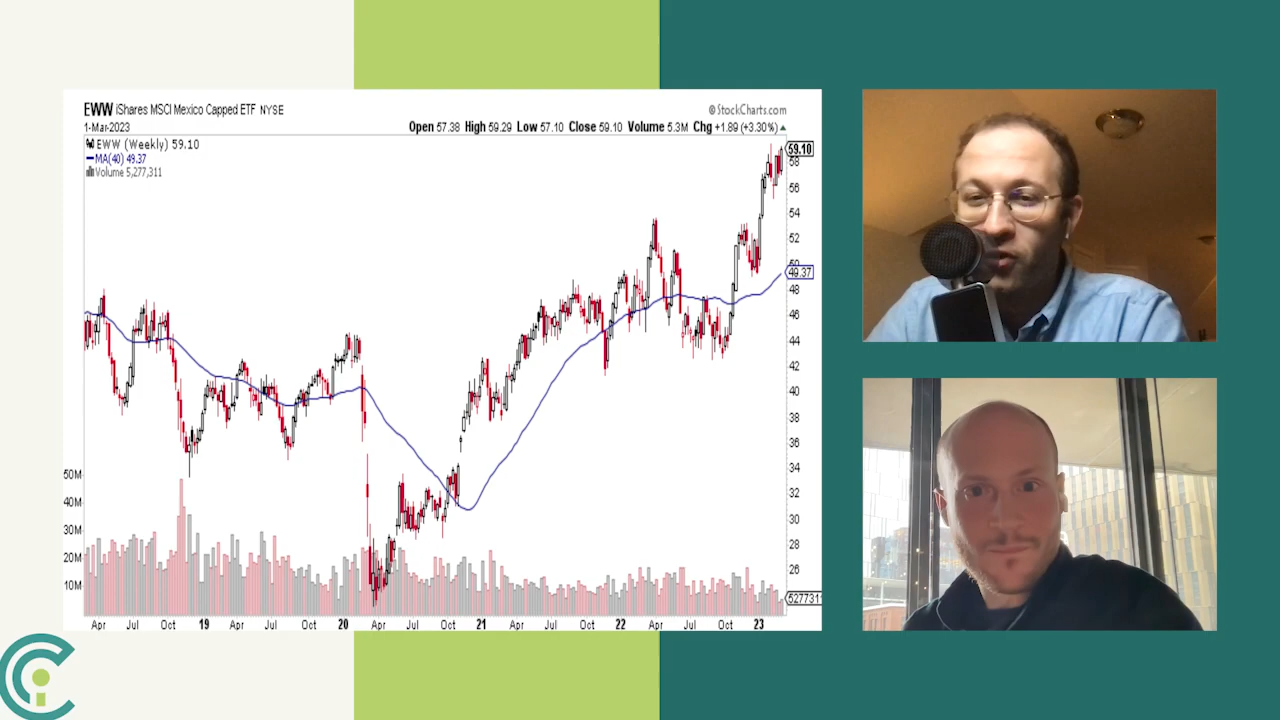 EWW iShares MSCI Mexico Capped ETF NYSE
© StockCharts.com
1-Mar-2023
Open 57.38 High 59.29 Low 57.10 Close 59.10 Volume 5.3M Chg +1.89 (+3.30%)
EWW (Weekly) 59.10
MA(40) 49.37
Volume 5,277,311
59.10
58
56
54
52
50
49.37
48
46
44
42
40
38
36
34
32
30
28
26
50M
40M
30M
20M
10M
527731
Apr Jul Oct 19 Apr Jul Oct 20 Apr Jul Oct 21 Apr Jul Oct 22 Apr Jul Oct 23